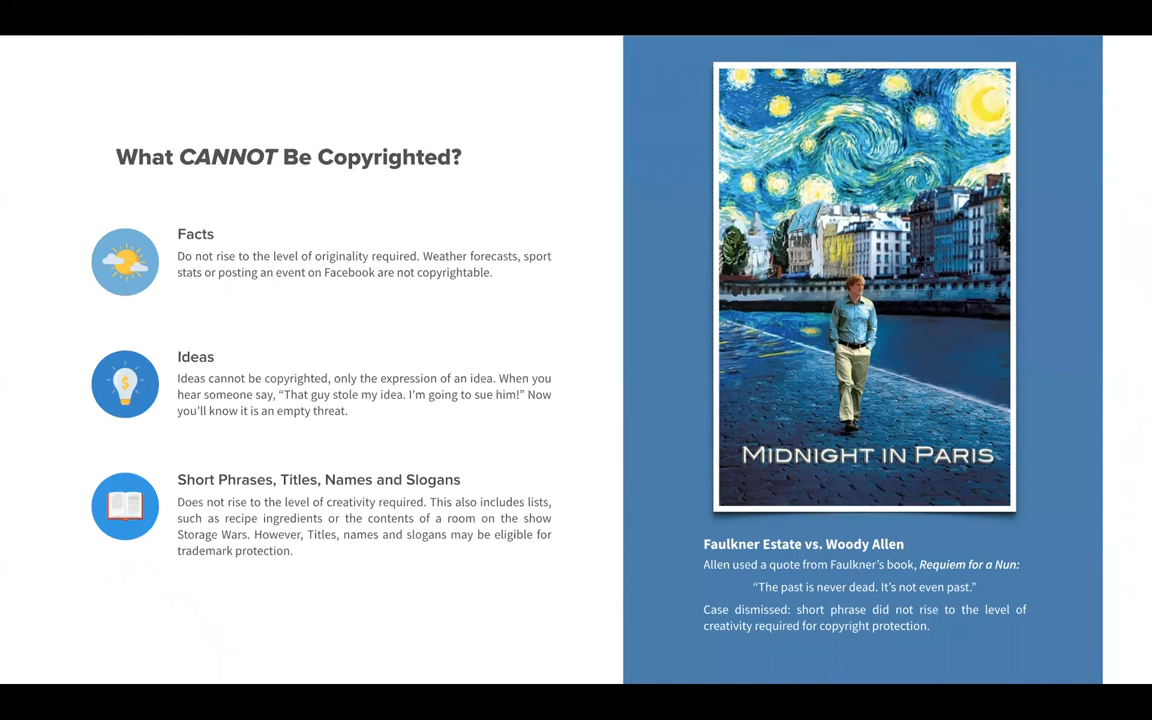 What CANNOT Be Copyrighted?
Facts
Do not rise to the level of originality required. Weather forecasts, sport
stats or posting an event on Facebook are not copyrightable.
Ideas
Ideas cannot be copyrighted, only the expression of an idea. When you
hear someone say, “That guy stole my idea. I’m going to sue him!” Now
you’ll know it is an empty threat.
Short Phrases, Titles, Names and Slogans
Does not rise to the level of creativity required. This also includes lists,
such as recipe ingredients or the contents of a room on the show
Storage Wars. However, Titles, names and slogans may be eligible for
trademark protection.
MIDNIGHT IN PARIS
Faulkner Estate vs. Woody Allen
Allen used a quote from Faulkner’s book, Requiem for a Nun:
“The past is never dead. It’s not even past.”
Case dismissed: short phrase did not rise to the level of
creativity required for copyright protection.